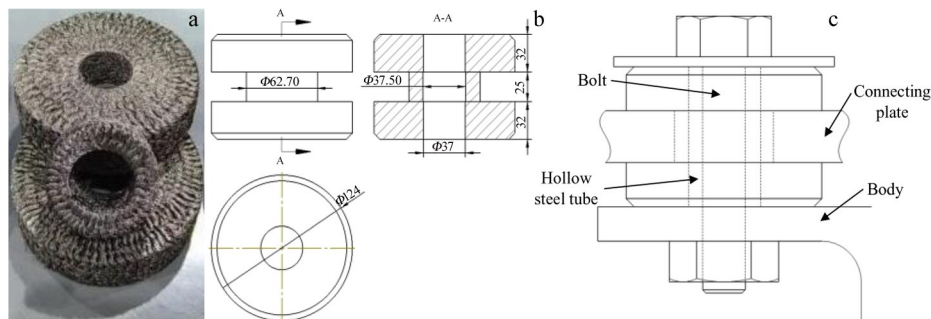 a
A
A-A
b
c
Φ62.70
Φ37.50
32
25
32
A
Φ37
Φ124
Bolt
Connecting
plate
Hollow
steel tube
Body